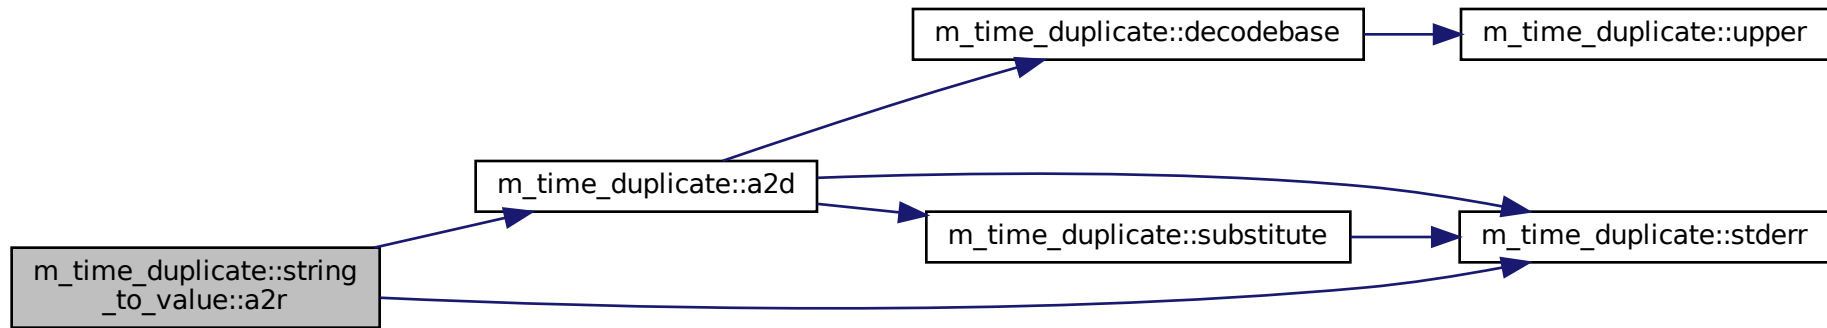 m_time_duplicate::decodebase
m_time_duplicate::upper
m_time_duplicate::a2d
m_time_duplicate::substitute
m_time_duplicate::stderr
m_time_duplicate::string
_to_value::a2r